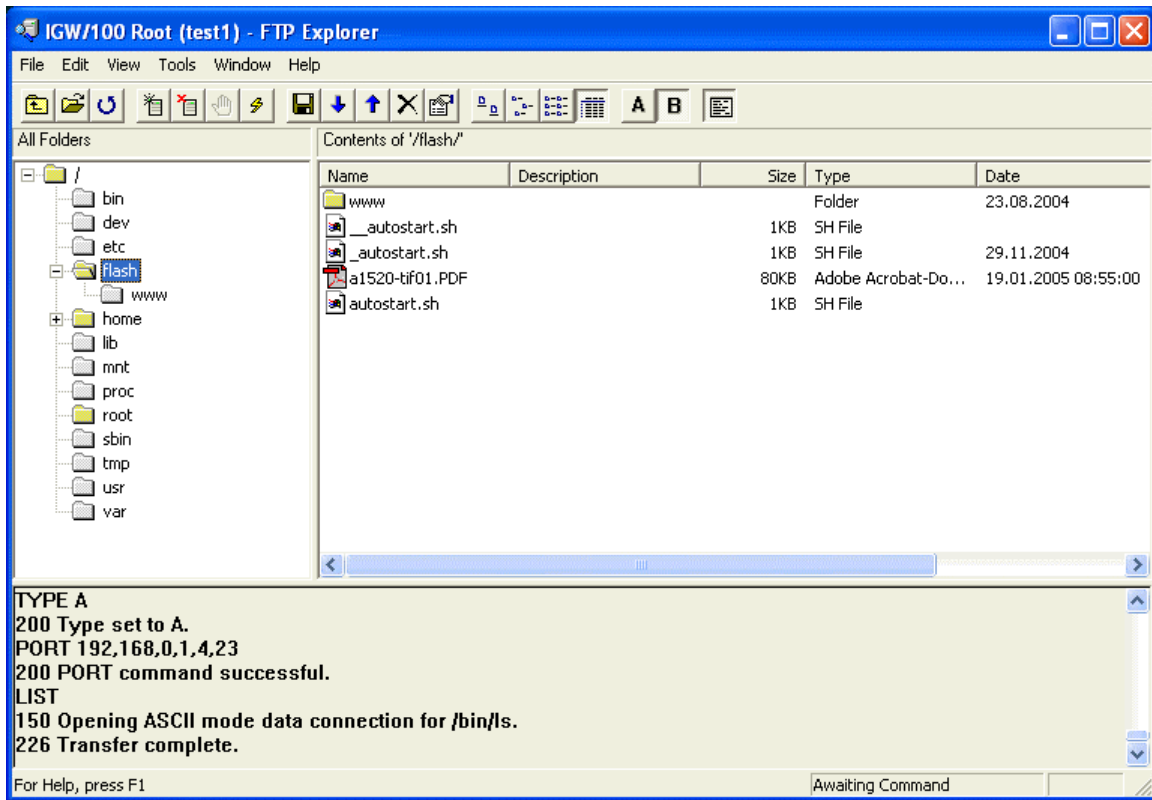 IGW/100 Root (test1) - FTP Explorer
File Edit View Tools Window Help
A B
All Folders
Contents of '/flash/'
/
bin
dev
etc
flash
www
home
lib
mnt
proc
root
sbin
tmp
usr
var
Name Description Size Type Date
www Folder 23.08.2004
__autostart.sh 1KB SH File
_autostart.sh 1KB SH File 29.11.2004
a1520-tif01.PDF 80KB Adobe Acrobat-Do... 19.01.2005 08:55:00
autostart.sh 1KB SH File
TYPE A
200 Type set to A.
PORT 192,168,0,1,4,23
200 PORT command successful.
LIST
150 Opening ASCII mode data connection for /bin/ls.
226 Transfer complete.
For Help, press F1
Awaiting Command